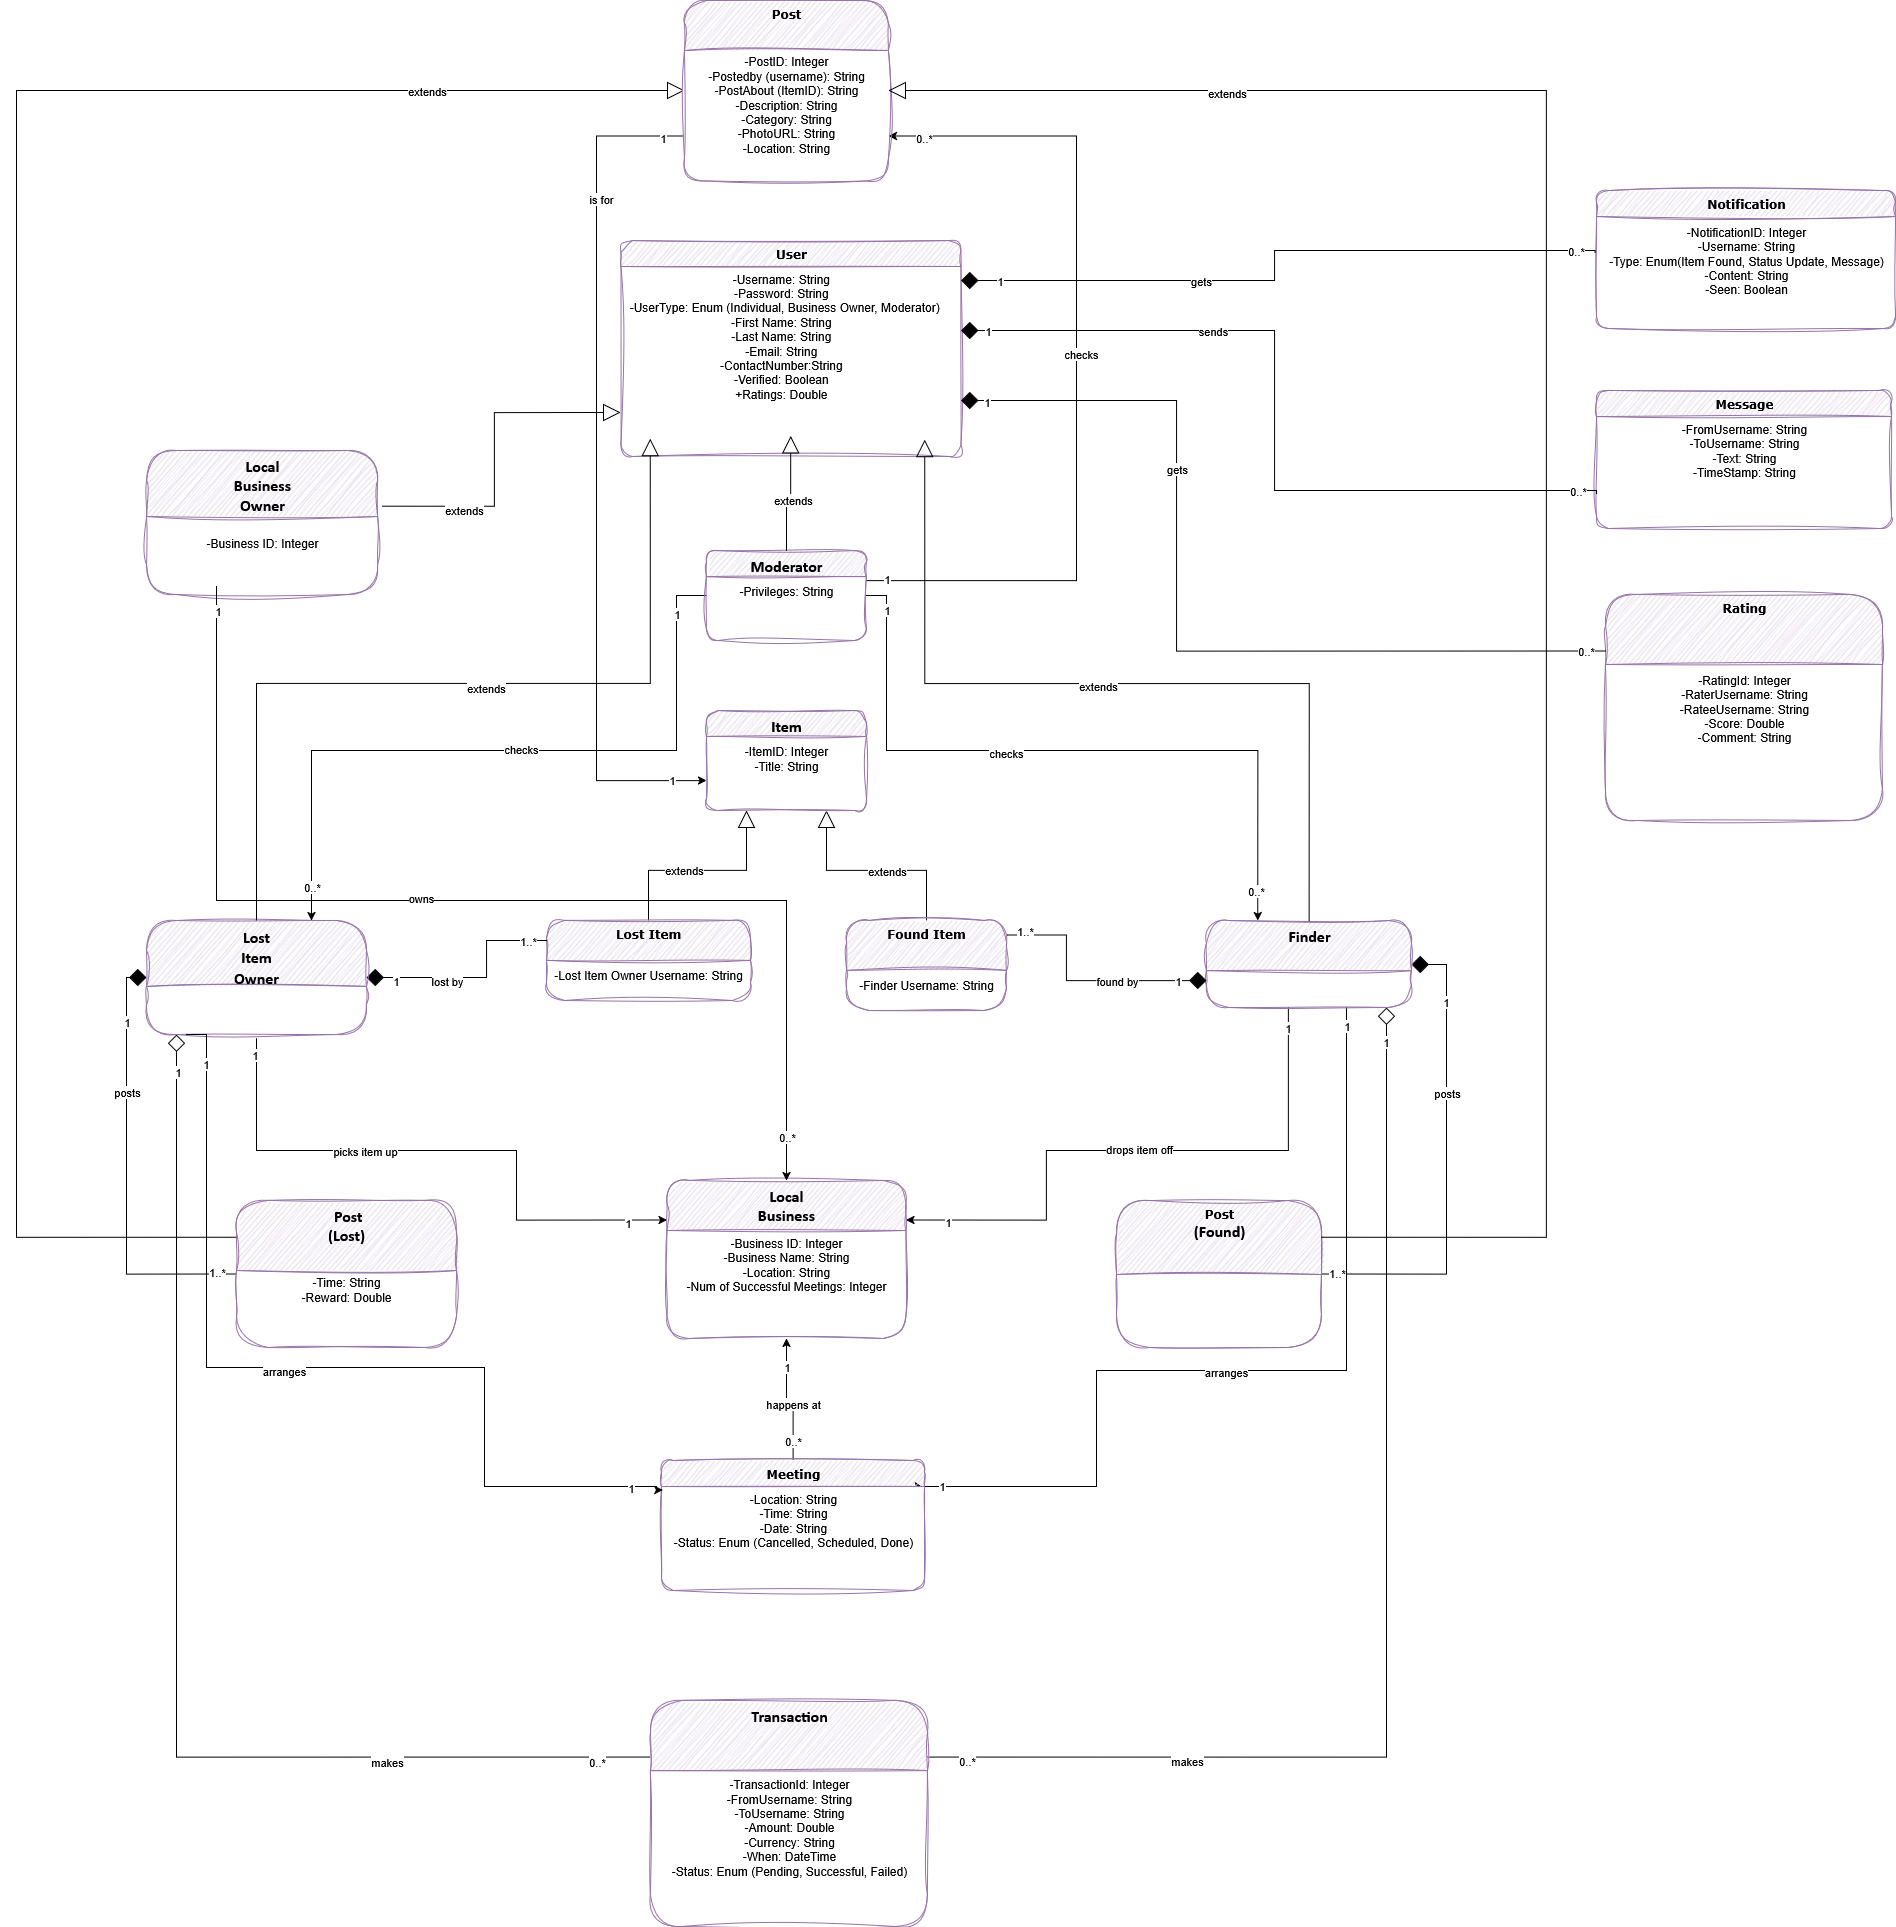 Post
-PostID: Integer
-Postedby (username): String
-PostAbout (ItemID): String
-Description: String
-Category: String
-PhotoURL: String
-Location: String
extends
extends
1
0..*
is for
Notification
-NotificationID: Integer
-Username: String
-Type: Enum(Item Found, Status Update, Message)
-Content: String
-Seen: Boolean
User
-Username: String
-Password: String
-UserType: Enum (Individual, Business Owner, Moderator)
-First Name: String
-Last Name: String
-Email: String
-ContactNumber:String
-Verified: Boolean
+Ratings: Double
1
gets
0..*
1
sends
0..*
checks
1
gets
0..*
Message
-FromUsername: String
-ToUsername: String
-Text: String
-TimeStamp: String
Local
Business
Owner
-Business ID: Integer
extends
extends
1
Moderator
-Privileges: String
1
1
1
Rating
-RatingId: Integer
-RaterUsername: String
-RateeUsername: String
-Score: Double
-Comment: String
extends
extends
Item
-ItemID: Integer
-Title: String
checks
checks
1
extends
extends
0..*
0..*
owns
Lost
Item
Owner
Lost Item
-Lost Item Owner Username: String
Found Item
-Finder Username: String
Finder
1
lost by
1..*
1..*
found by
1
1
posts
1
1
1
1
1
1
1
posts
picks item up
drops item off
0..*
1
1
Local
Business
-Business ID: Integer
-Business Name: String
-Location: String
-Num of Successful Meetings: Integer
Post
(Lost)
-Time: String
-Reward: Double
1..*
Post
(Found)
1..*
arranges
arranges
1
happens at
0..*
1
1
Meeting
-Location: String
-Time: String
-Date: String
-Status: Enum (Cancelled, Scheduled, Done)
makes
0..*
0..*
makes
Transaction
-TransactionId: Integer
-FromUsername: String
-ToUsername: String
-Amount: Double
-Currency: String
-When: DateTime
-Status: Enum (Pending, Successful, Failed)